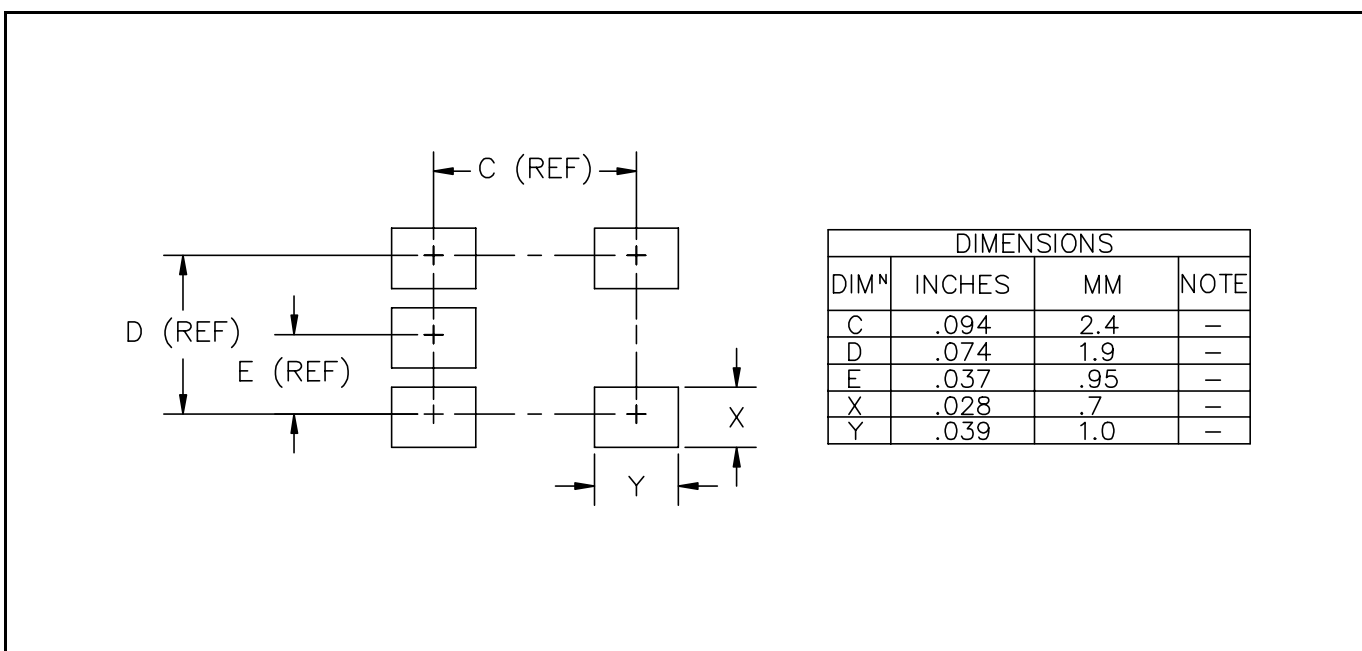 C (REF)
D (REF)
E (REF)
X
Y
DIMENSIONS
DIMᴺ INCHES MM NOTE
C .094 2.4 –
D .074 1.9 –
E .037 .95 –
X .028 .7 –
Y .039 1.0 –